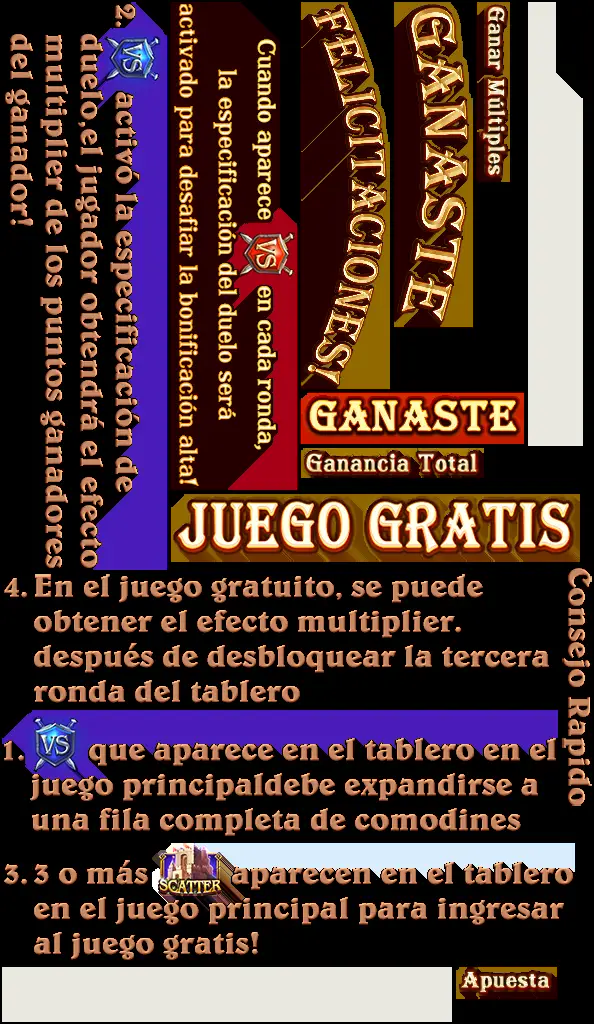 2. VS activó la especificación de
duelo,el jugador obtendrá el efecto
multiplier de los puntos ganadores
del ganador!
Cuando aparece VS en cada ronda,
la especificación del duelo será
activado para desafiar la bonificación alta!
FELICITACIONES!
GANASTE
Ganar Múltiples
GANASTE
Ganancia Total
JUEGO GRATIS
4. En el juego gratuito, se puede
obtener el efecto multiplier.
después de desbloquear la tercera
ronda del tablero
Consejo Rapido
1. VS que aparece en el tablero en el
juego principaldebe expandirse a
una fila completa de comodines
3. 3 o más SCATTER aparecen en el tablero
en el juego principal para ingresar
al juego gratis!
Apuesta